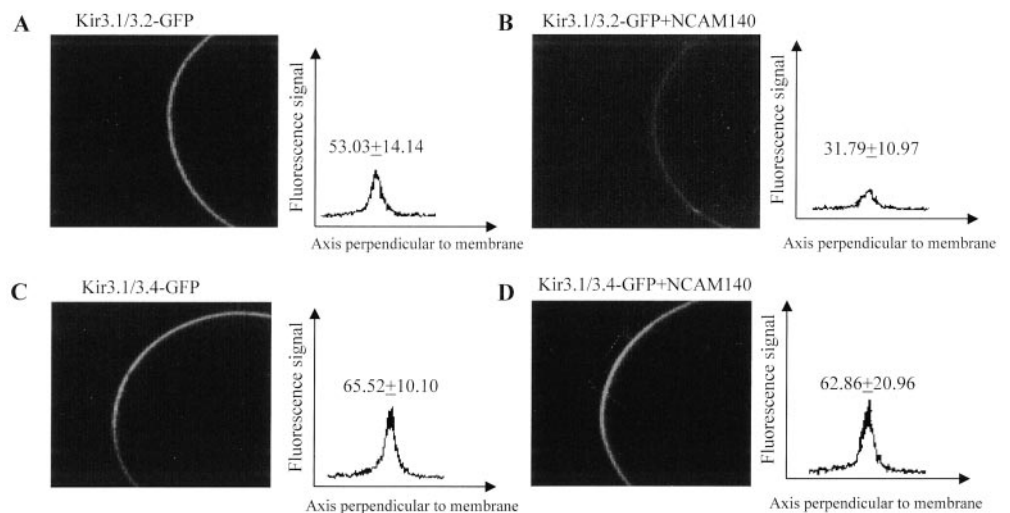 A
Kir3.1/3.2-GFP
Fluorescence signal
53.03±14.14
Axis perpendicular to membrane
B
Kir3.1/3.2-GFP+NCAM140
Fluorescence signal
31.79±10.97
Axis perpendicular to membrane
C
Kir3.1/3.4-GFP
Fluorescence signal
65.52±10.10
Axis perpendicular to membrane
D
Kir3.1/3.4-GFP+NCAM140
Fluorescence signal
62.86±20.96
Axis perpendicular to membrane